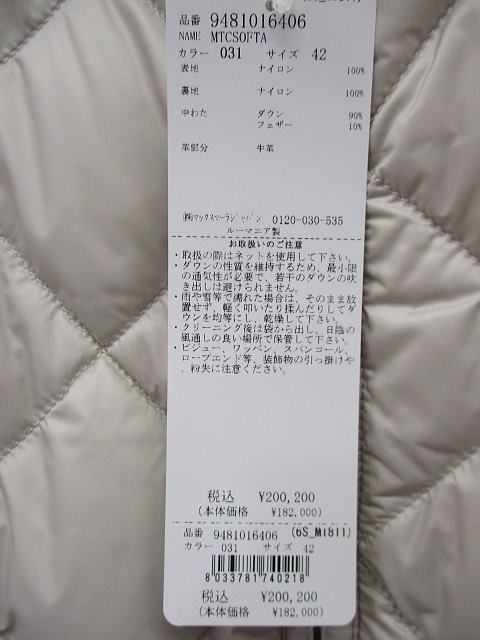 品番 9481016406
NAME MTCSOFTA
カラー 031 サイズ 42
表地 ナイロン 100%
裏地 ナイロン 100%
中わた ダウン 90%
フェザー 10%
革部分 牛革
㈱マックスマーラジャパン 0120-030-535
ルーマニア製
お取扱いのご注意
・取扱の際はネットを使用して下さい。
・ダウンの性質を維持するため、最小限
の通気性が必要で、若干のダウンの吹
き出しは避けられません。
・雨や雪等で濡れた場合は、そのまま放
置せず、軽く叩いたり揉んだりしてダ
ウンを均等にし、乾燥して下さい。
・クリーニング後は袋から出し、日陰の
風通しの良い場所で保管して下さい。
・ビジュー、ワッペン、スパンコール、
ロープエンド等、装飾物の引っ掛けや
、紛失に注意ください。
税込 ¥200,200
(本体価格 ¥182,000)
品番 9481016406 (6S_M1811)
カラー 031 サイズ 42
8033781740218
税込 ¥200,200
(本体価格 ¥182,000)